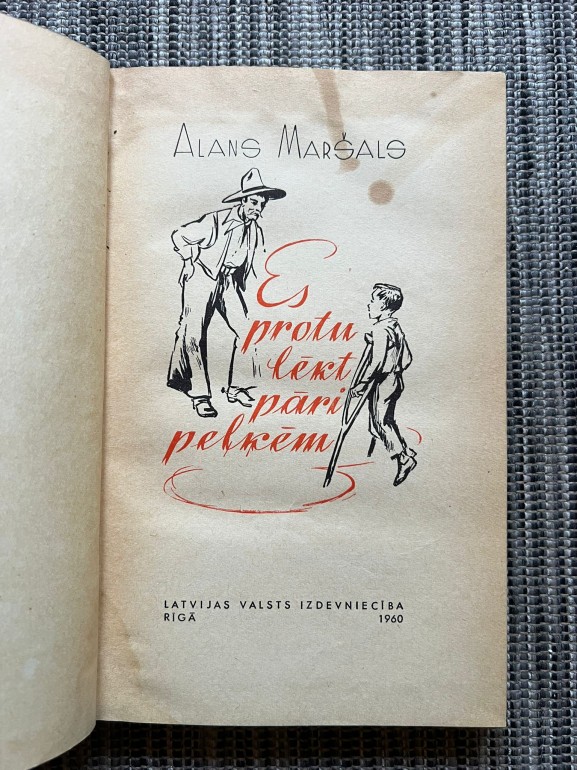 ALANS MARŠALS
Es
protu
lēkt
pāri
peļķēm
LATVIJAS VALSTS IZDEVNIECĪBA
RĪGĀ 1960